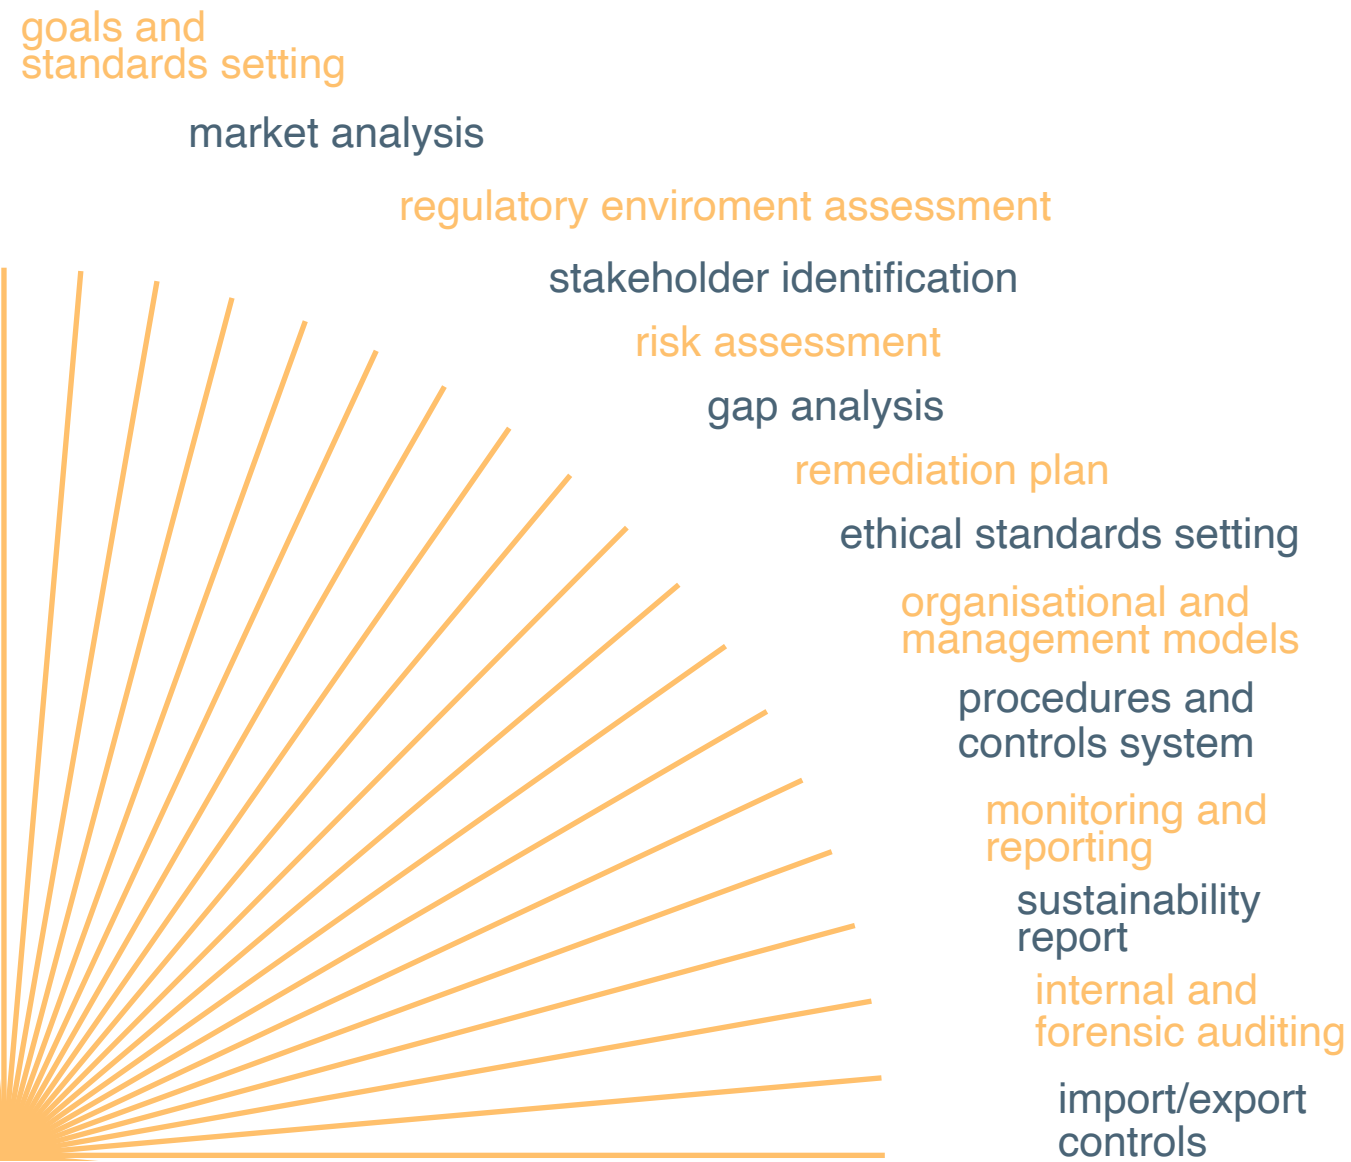 goals and
standards setting
market analysis
regulatory enviroment assessment
stakeholder identification
risk assessment
gap analysis
remediation plan
ethical standards setting
organisational and
management models
procedures and
controls system
monitoring and
reporting
sustainability
report
internal and
forensic auditing
import/export
controls